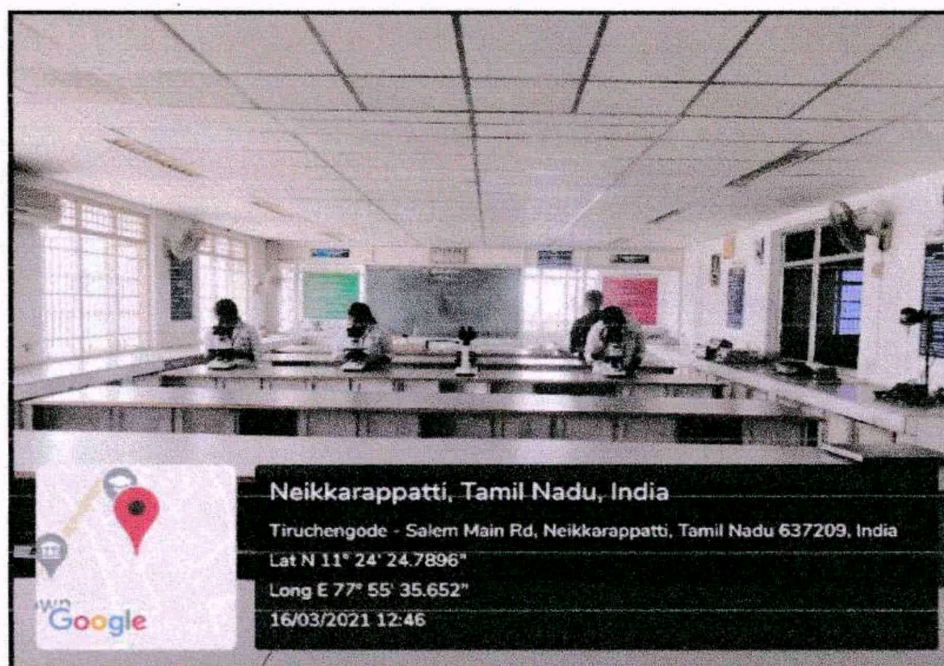 Neikkarappatti, Tamil Nadu, India
Tiruchengode - Salem Main Rd, Neikkarappatti, Tamil Nadu 637209, India
Lat N 11° 24' 24.7896"
Long E 77° 55' 35.652"
16/03/2021 12:46
own
Google